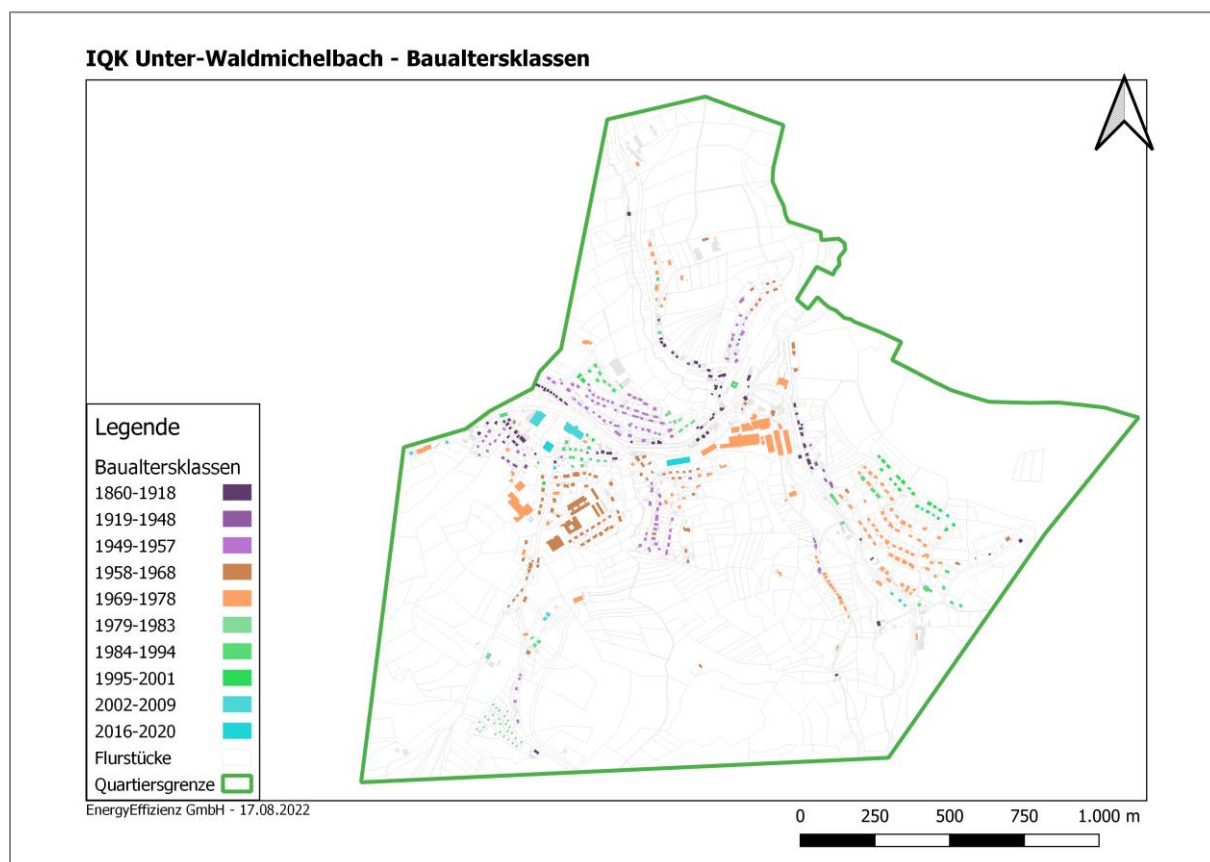 IQK Unter-Waldmichelbach - Baualtersklassen
Legende
Baualtersklassen
1860-1918
1919-1948
1949-1957
1958-1968
1969-1978
1979-1983
1984-1994
1995-2001
2002-2009
2016-2020
Flurstücke
Quartiersgrenze
EnergyEffizienz GmbH - 17.08.2022
0 250 500 750 1.000 m